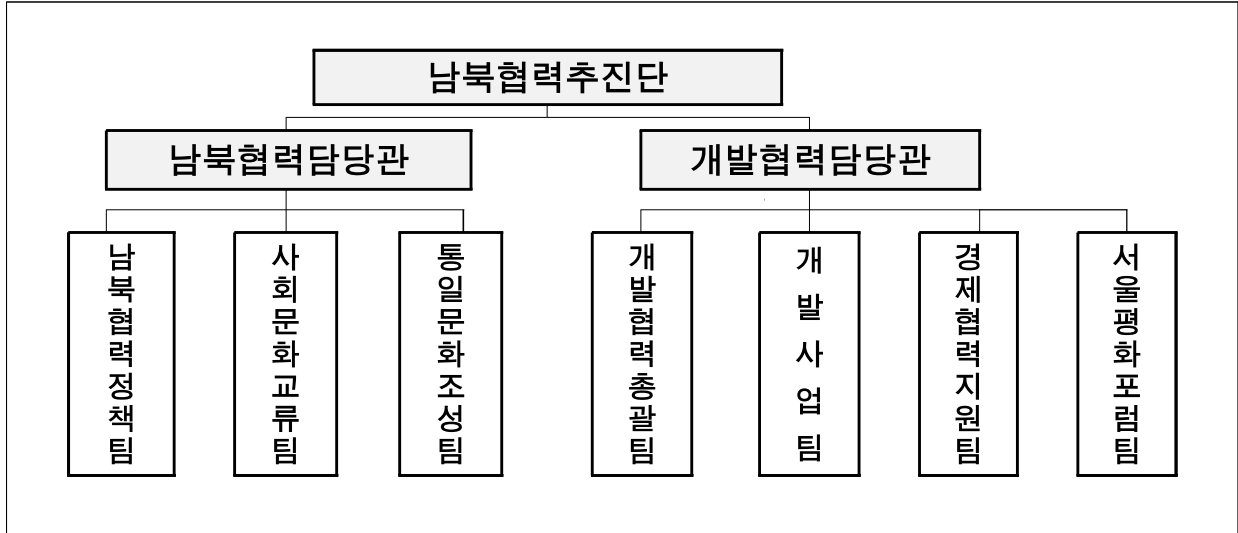 남북협력추진단
남북협력담당관
개발협력담당관
남북협력정책팀
사회문화교류팀
통일문화조성팀
개발협력총괄팀
개발사업팀
경제협력지원팀
서울평화포럼팀